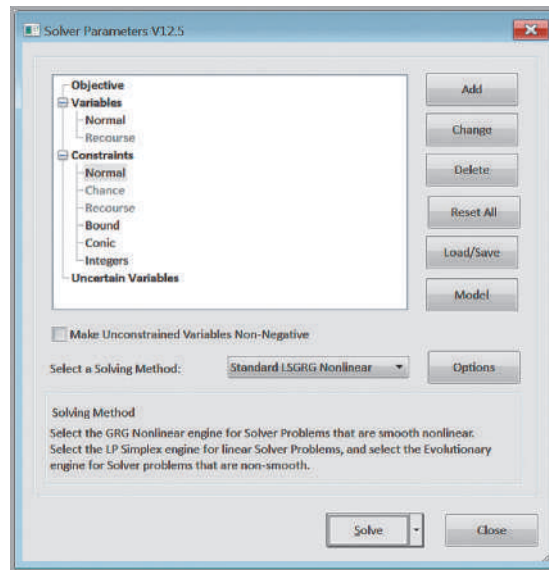 Solver Parameters V12.5
Objective
Variables
Normal
Recourse
Constraints
Normal
Chance
Recourse
Bound
Conic
Integers
Uncertain Variables
Add
Change
Delete
Reset All
Load/Save
Model
Make Unconstrained Variables Non-Negative
Select a Solving Method:
Standard LSGRG Nonlinear
Options
Solving Method
Select the GRG Nonlinear engine for Solver Problems that are smooth nonlinear.
Select the LP Simplex engine for linear Solver Problems, and select the Evolutionary
engine for Solver problems that are non-smooth.
Solve
Close